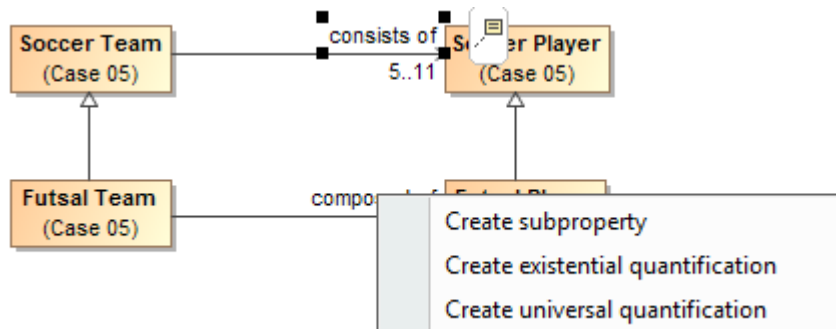 Soccer Team
(Case 05)
consists of
5..11
Player
(Case 05)
Futsal Team
(Case 05)
Create subproperty
Create existential quantification
Create universal quantification